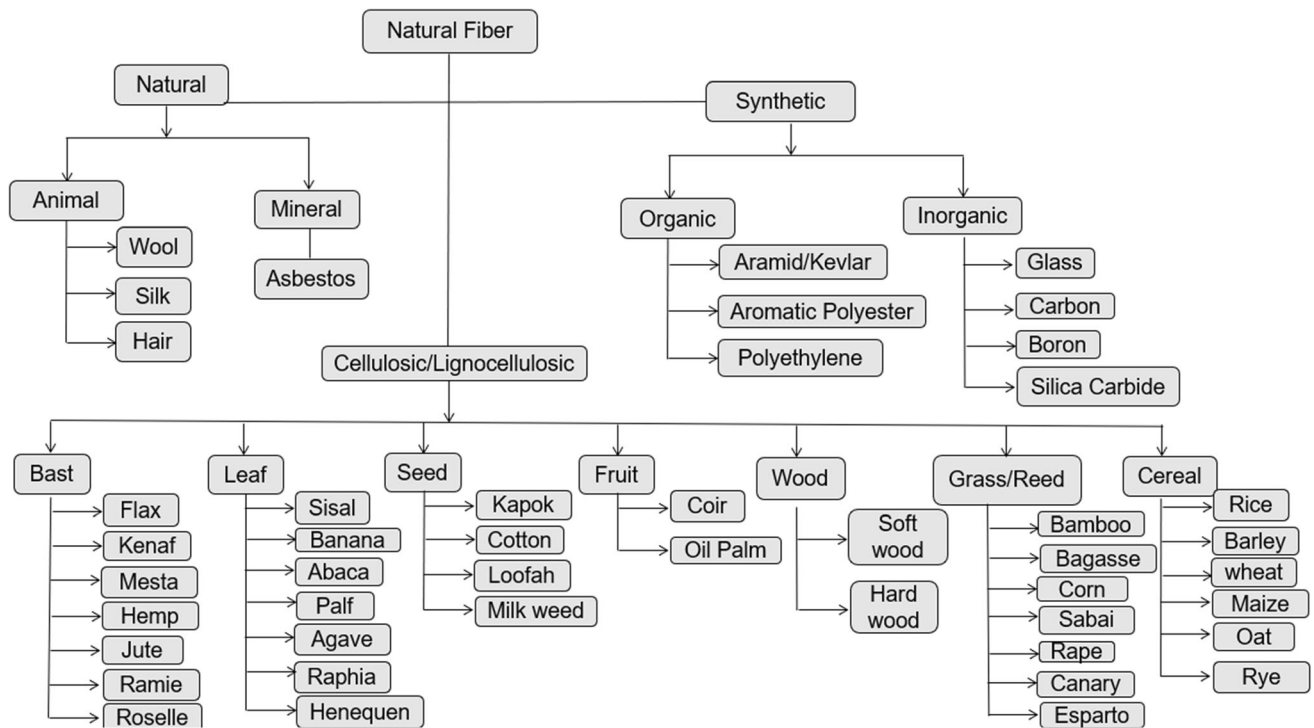 Natural Fiber
Natural
Synthetic
Animal
Wool
Silk
Hair
Mineral
Asbestos
Organic
Aramid/Kevlar
Aromatic Polyester
Polyethylene
Inorganic
Glass
Carbon
Boron
Silica Carbide
Cellulosic/Lignocellulosic
Bast
Flax
Kenaf
Mesta
Hemp
Jute
Ramie
Roselle
Leaf
Sisal
Banana
Abaca
Palf
Agave
Raphia
Henequen
Seed
Kapok
Cotton
Loofah
Milk weed
Fruit
Coir
Oil Palm
Wood
Soft
wood
Hard
wood
Grass/Reed
Bamboo
Bagasse
Corn
Sabai
Rape
Canary
Esparto
Cereal
Rice
Barley
wheat
Maize
Oat
Rye